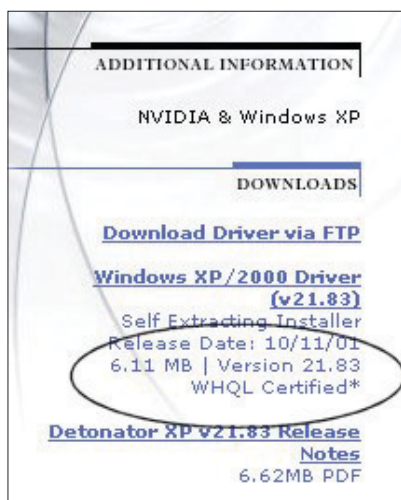 ADDITIONAL INFORMATION
NVIDIA & Windows XP
DOWNLOADS
Download Driver via FTP
Windows XP/2000 Driver
(v21.83)
Self Extracting Installer
Release Date: 10/11/01
6.11 MB | Version 21.83
WHQL Certified*
Detonator XP v21.83 Release
Notes
6.62MB PDF